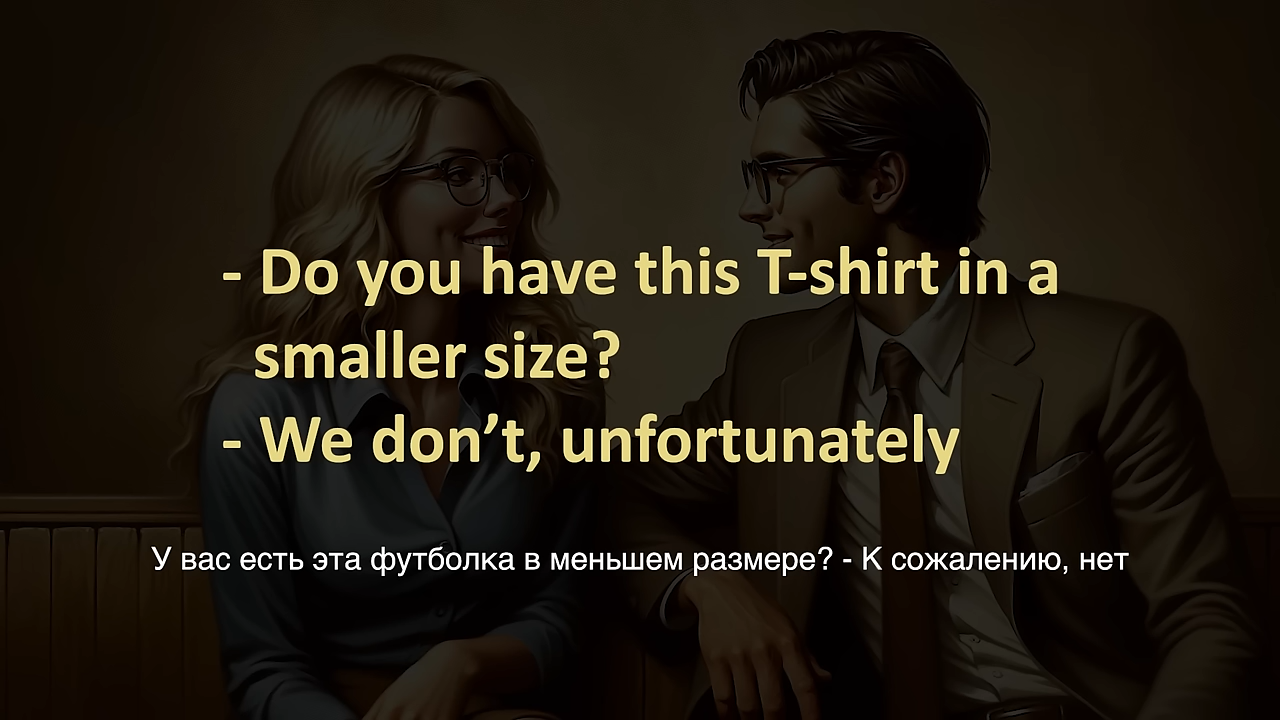 - Do you have this T-shirt in a
smaller size?
- We don’t, unfortunately
У вас есть эта футболка в меньшем размере? - К сожалению, нет